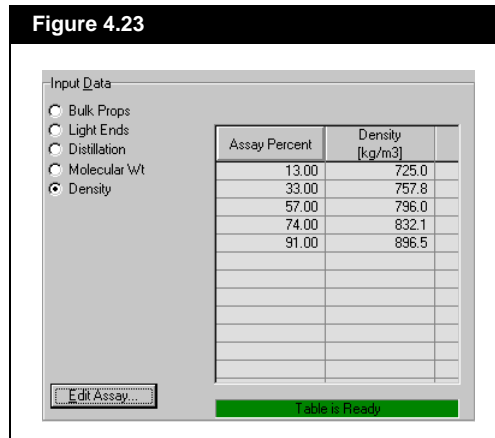 Figure 4.23
Input Data
Bulk Props
Light Ends
Distillation
Molecular Wt
Density
Assay Percent Density [kg/m3]
13.00 725.0
33.00 757.8
57.00 796.0
74.00 832.1
91.00 896.5
Edit Assay...
Table is Ready